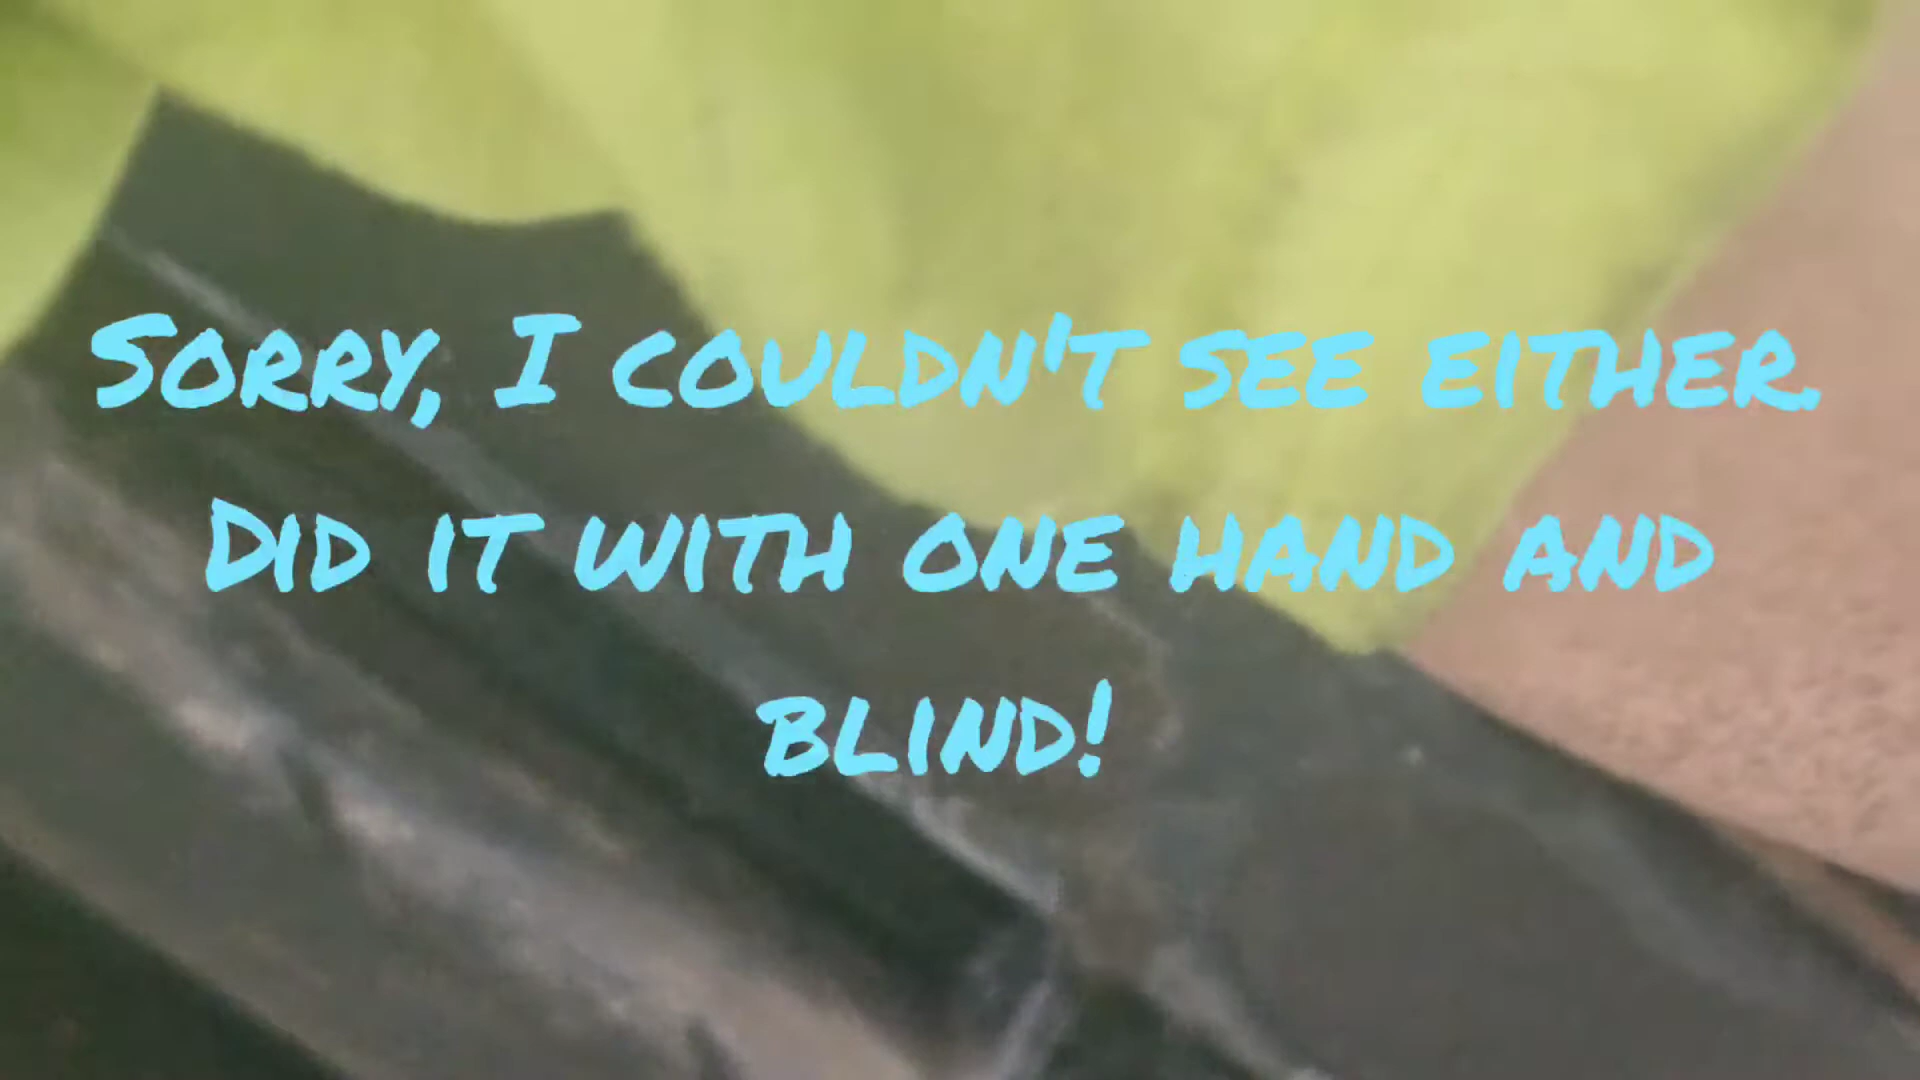 Sorry, I couldn't see either.
Did it with one hand and
blind!